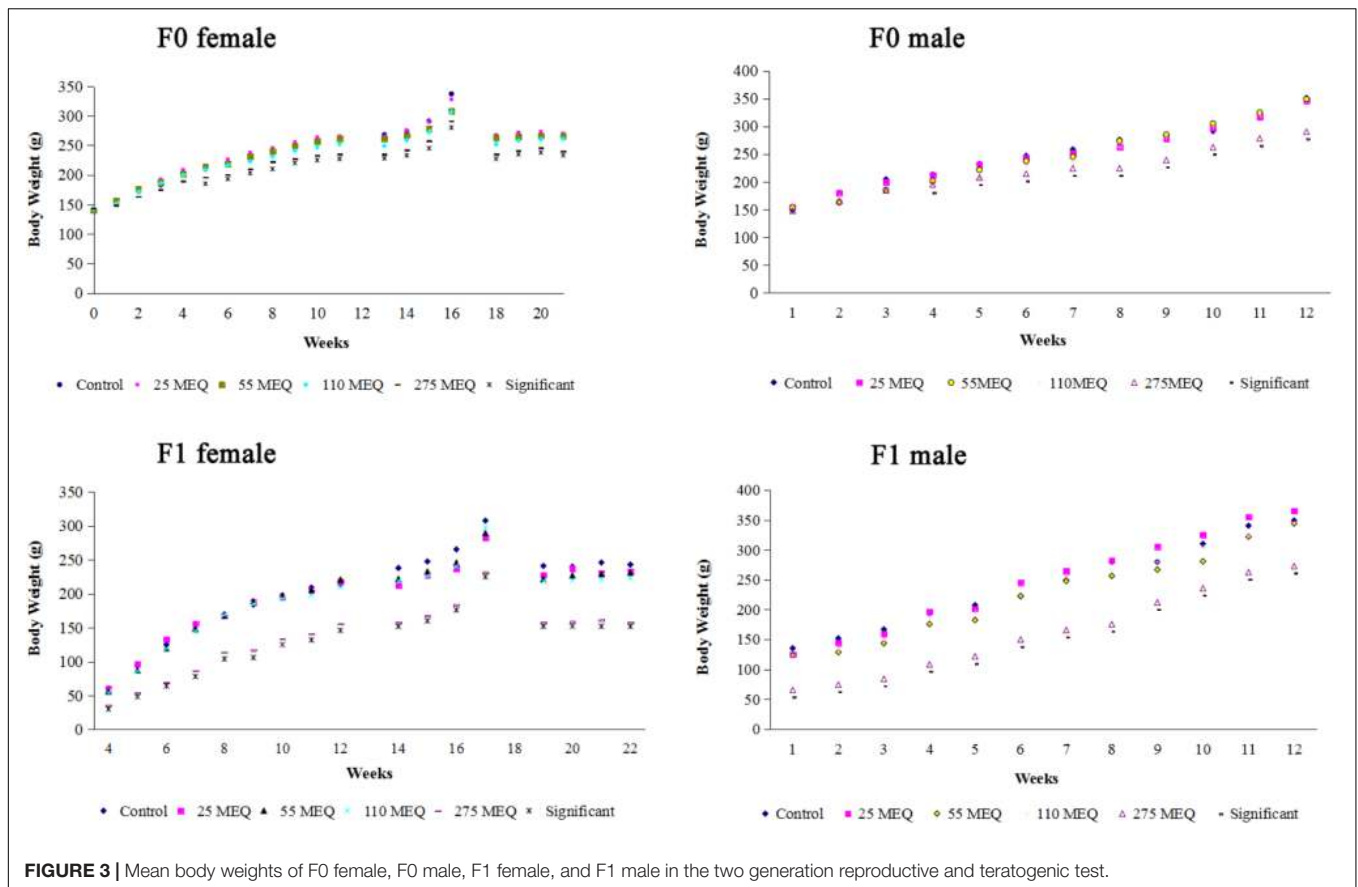 F0 female
350
300
250
200
150
100
50
0
Body Weight (g)
0 2 4 6 8 10 12 14 16 18 20
Weeks
Control 25 MEQ 55 MEQ 110 MEQ 275 MEQ Significant
F0 male
400
350
300
250
200
150
100
50
0
Body Weight (g)
1 2 3 4 5 6 7 8 9 10 11 12
Weeks
Control 25 MEQ 55MEQ 110MEQ 275MEQ Significant
F1 female
350
300
250
200
150
100
50
0
Body Weight (g)
4 6 8 10 12 14 16 18 20 22
Weeks
Control 25 MEQ 55 MEQ 110 MEQ 275 MEQ Significant
F1 male
400
350
300
250
200
150
100
50
0
Body Weight (g)
1 2 3 4 5 6 7 8 9 10 11 12
Weeks
Control 25 MEQ 55 MEQ 110 MEQ 275 MEQ Significant
FIGURE 3 | Mean body weights of F0 female, F0 male, F1 female, and F1 male in the two generation reproductive and teratogenic test.